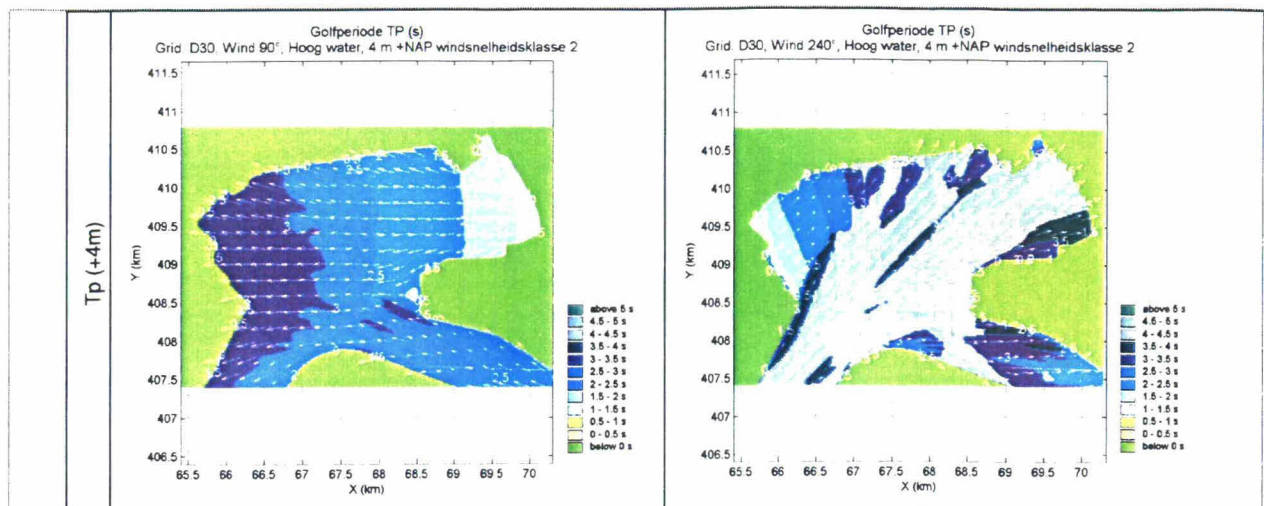 Tp (+4m)
Golfperiode TP (s)
Grid. D30, Wind 90°, Hoog water, 4 m +NAP windsnelheidsklasse 2
411.5
411
410.5
410
409.5
409
408.5
408
407.5
407
406.5
Y (km)
65.5 66 66.5 67 67.5 68 68.5 69 69.5 70
X (km)
2.5
2.5
above 5 s
4.5 - 5 s
4 - 4.5 s
3.5 - 4 s
3 - 3.5 s
2.5 - 3 s
2 - 2.5 s
1.5 - 2 s
1 - 1.5 s
0.5 - 1 s
0 - 0.5 s
below 0 s
Golfperiode TP (s)
Grid. D30, Wind 240°, Hoog water, 4 m +NAP windsnelheidsklasse 2
411.5
411
410.5
410
409.5
409
408.5
408
407.5
407
406.5
Y (km)
65.5 66 66.5 67 67.5 68 68.5 69 69.5 70
X (km)
3.5
above 5 s
4.5 - 5 s
4 - 4.5 s
3.5 - 4 s
3 - 3.5 s
2.5 - 3 s
2 - 2.5 s
1.5 - 2 s
1 - 1.5 s
0.5 - 1 s
0 - 0.5 s
below 0 s